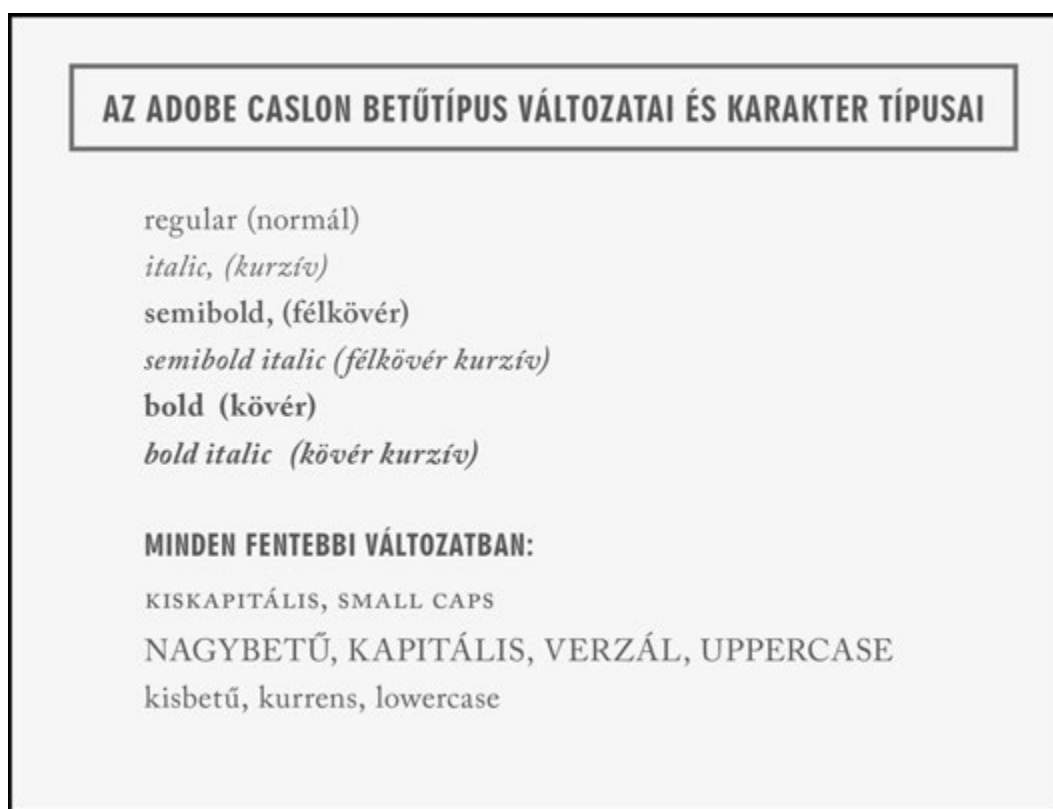 AZ ADOBE CASLON BETŰTÍPUS VÁLTOZATAI ÉS KARAKTER TÍPUSAI
regular (normál)
italic, (kurzív)
semibold, (félkövér)
semibold italic (félkövér kurzív)
bold (kövér)
bold italic (kövér kurzív)
MINDEN FENTEBBI VÁLTOZATBAN:
KISKAPITÁLIS, SMALL CAPS
NAGYBETŰ, KAPITÁLIS, VERZÁL, UPPERCASE
kisbetű, kurrens, lowercase